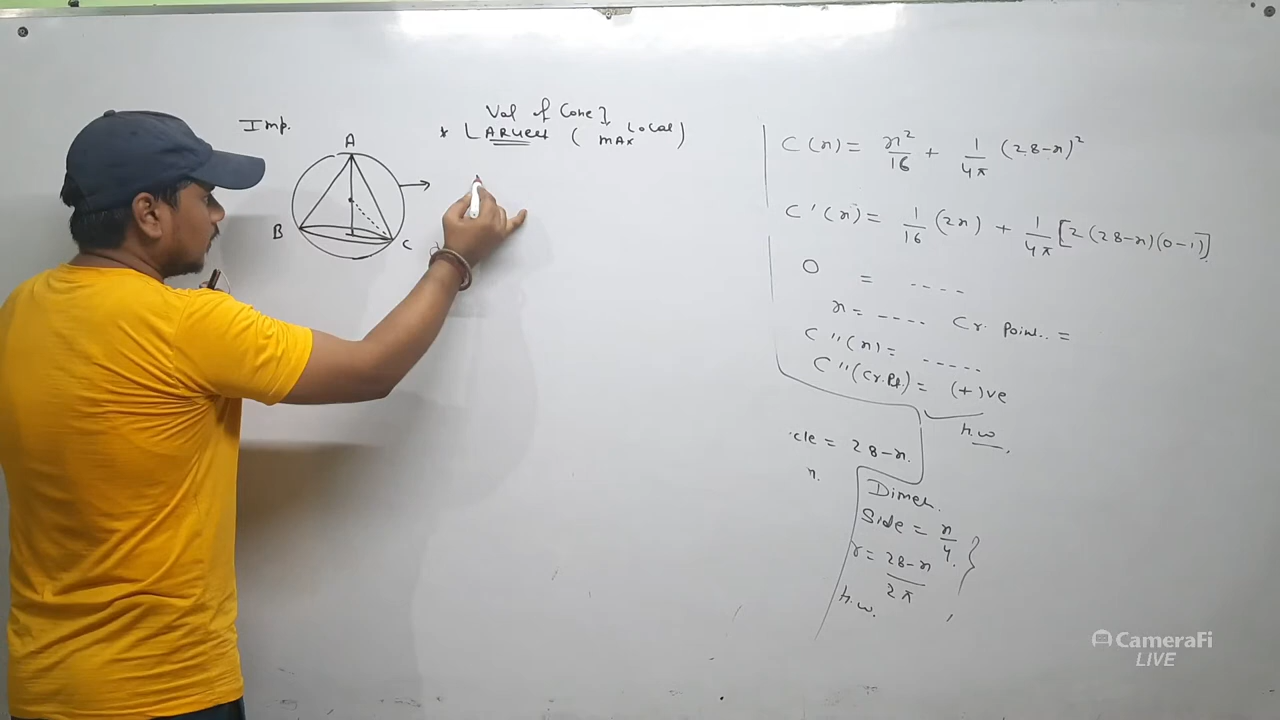 Imp.
A
B
C
Vol of Cone]
* LARGEST ( MAX Local)
C(x) = x²/16 + 1/4π (28-x)²
C'(x) = 1/16 (2x) + 1/4π [2(28-x)(0-1)]
0 = ----
x = ---- Cr. Point.. =
C''(x) = -----
C''(Cr.Pt.) = (+)ve
h.w.
cle = 28-x.
x.
Dimen.
Side = x/4.
r = 28-x/2π }
h.w.
CameraFi
LIVE